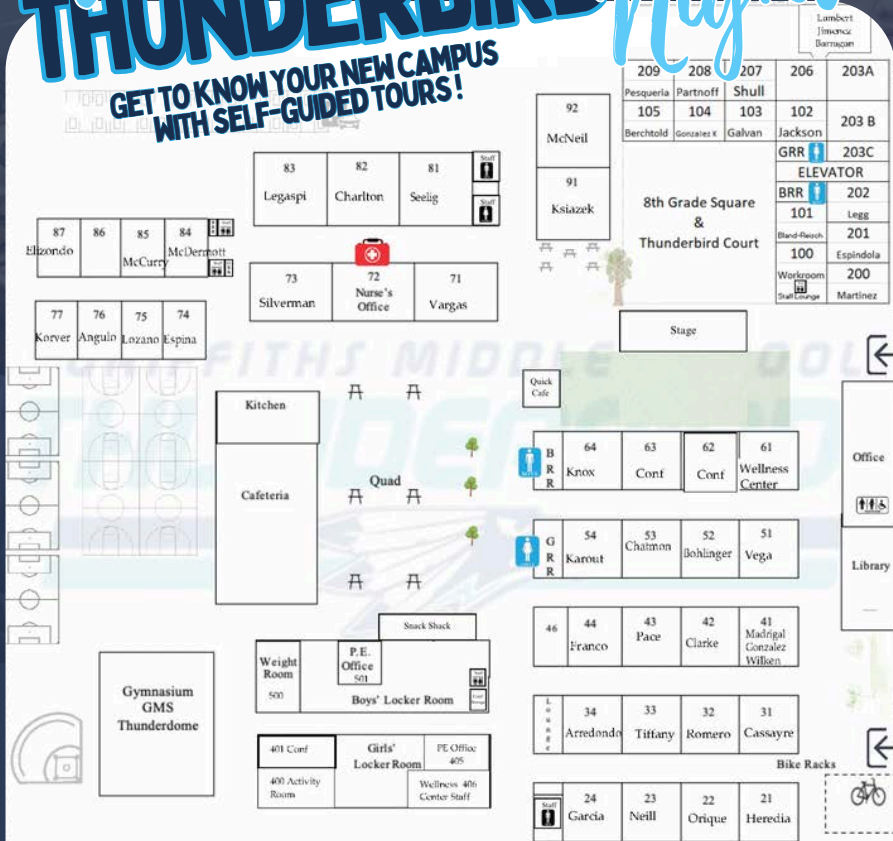 THUNDERBIRD
GET TO KNOW YOUR NEW CAMPUS
WITH SELF-GUIDED TOURS!
Lambert
Jimenez
Barragan
209 208 207 206 203A
Pesqueria Partnoff Shull
105 104 103 102 203 B
Berchtold Gonzalez K Galvan Jackson
GRR 203C
ELEVATOR
BRR 202
101 Legg
Bland-Reisch 201
100 Espindola
Workroom 200
Staff Lounge Martinez
8th Grade Square
&
Thunderbird Court
92
McNeil
91
Ksiazek
83 82 81 Staff
Legaspi Charlton Seelig Staff
87 86 85 84
Elizondo McCurry McDermott
73 72 71
Silverman Nurse's Office Vargas
77 76 75 74
Korver Angulo Lozano Espina
Stage
GRIFFITHS MIDDLE
Quick
Cafe
Kitchen
Cafeteria
Quad
B
R
R
64 63 62 61
Knox Conf Conf Wellness
Center
Office
G
R
R
54 53 52 51
Karout Chatmon Bohlinger Vega
Library
46 44 43 42 41
Franco Pace Clarke Madrigal
Gonzalez
Wilken
Snack Shack
Weight
Room
500
P.E.
Office
501
Boys' Locker Room
Gymnasium
GMS
Thunderdome
Lounge
34 33 32 31
Arredondo Tiffany Romero Cassayre
Bike Racks
401 Conf
400 Activity
Room
Girls'
Locker Room
PE Office
405
Wellness 406
Center Staff
Staff
24 23 22 21
Garcia Neill Orique Heredia